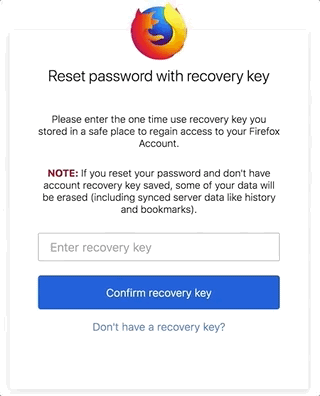 Reset password with recovery key
Please enter the one time use recovery key you
stored in a safe place to regain access to your Firefox
Account.
NOTE: If you reset your password and don't have
account recovery key saved, some of your data will
be erased (including synced server data like history
and bookmarks).
Enter recovery key
Confirm recovery key
Don't have a recovery key?